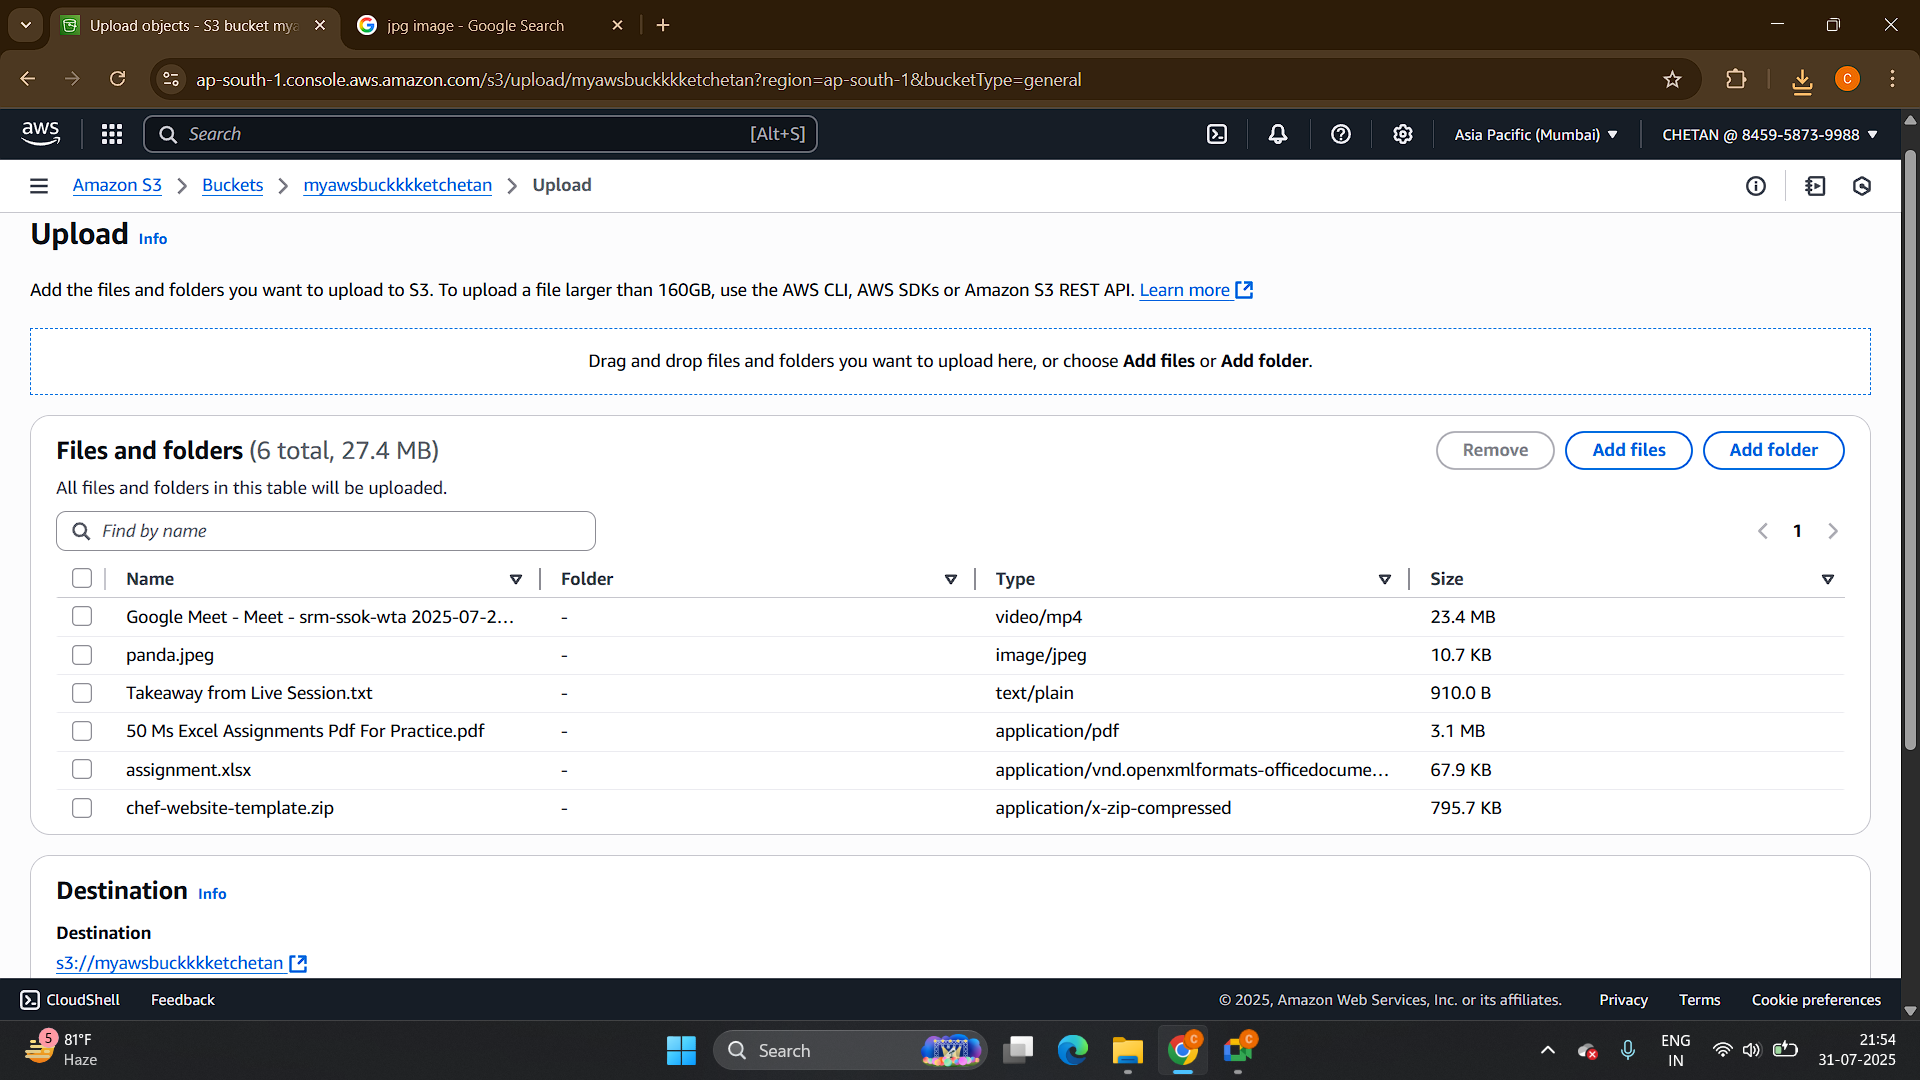 Upload objects - S3 bucket mya
jpg image - Google Search
ap-south-1.console.aws.amazon.com/s3/upload/myawsbuckkkketchetan?region=ap-south-1&bucketType=general
C
aws
Search
[Alt+S]
Asia Pacific (Mumbai)
CHETAN @ 8459-5873-9988
Amazon S3
Buckets
myawsbuckkkketchetan
Upload
Upload Info
Add the files and folders you want to upload to S3. To upload a file larger than 160GB, use the AWS CLI, AWS SDKs or Amazon S3 REST API. Learn more
Drag and drop files and folders you want to upload here, or choose Add files or Add folder.
Files and folders (6 total, 27.4 MB)
Remove
Add files
Add folder
All files and folders in this table will be uploaded.
Find by name
1
Name Folder Type Size
Google Meet - Meet - srm-ssok-wta 2025-07-2... - video/mp4 23.4 MB
panda.jpeg - image/jpeg 10.7 KB
Takeaway from Live Session.txt - text/plain 910.0 B
50 Ms Excel Assignments Pdf For Practice.pdf - application/pdf 3.1 MB
assignment.xlsx - application/vnd.openxmlformats-officedocume... 67.9 KB
chef-website-template.zip - application/x-zip-compressed 795.7 KB
Destination Info
Destination
s3://myawsbuckkkketchetan
CloudShell
Feedback
© 2025, Amazon Web Services, Inc. or its affiliates.
Privacy
Terms
Cookie preferences
5
81°F
Haze
Search
C
C
ENG
IN
21:54
31-07-2025